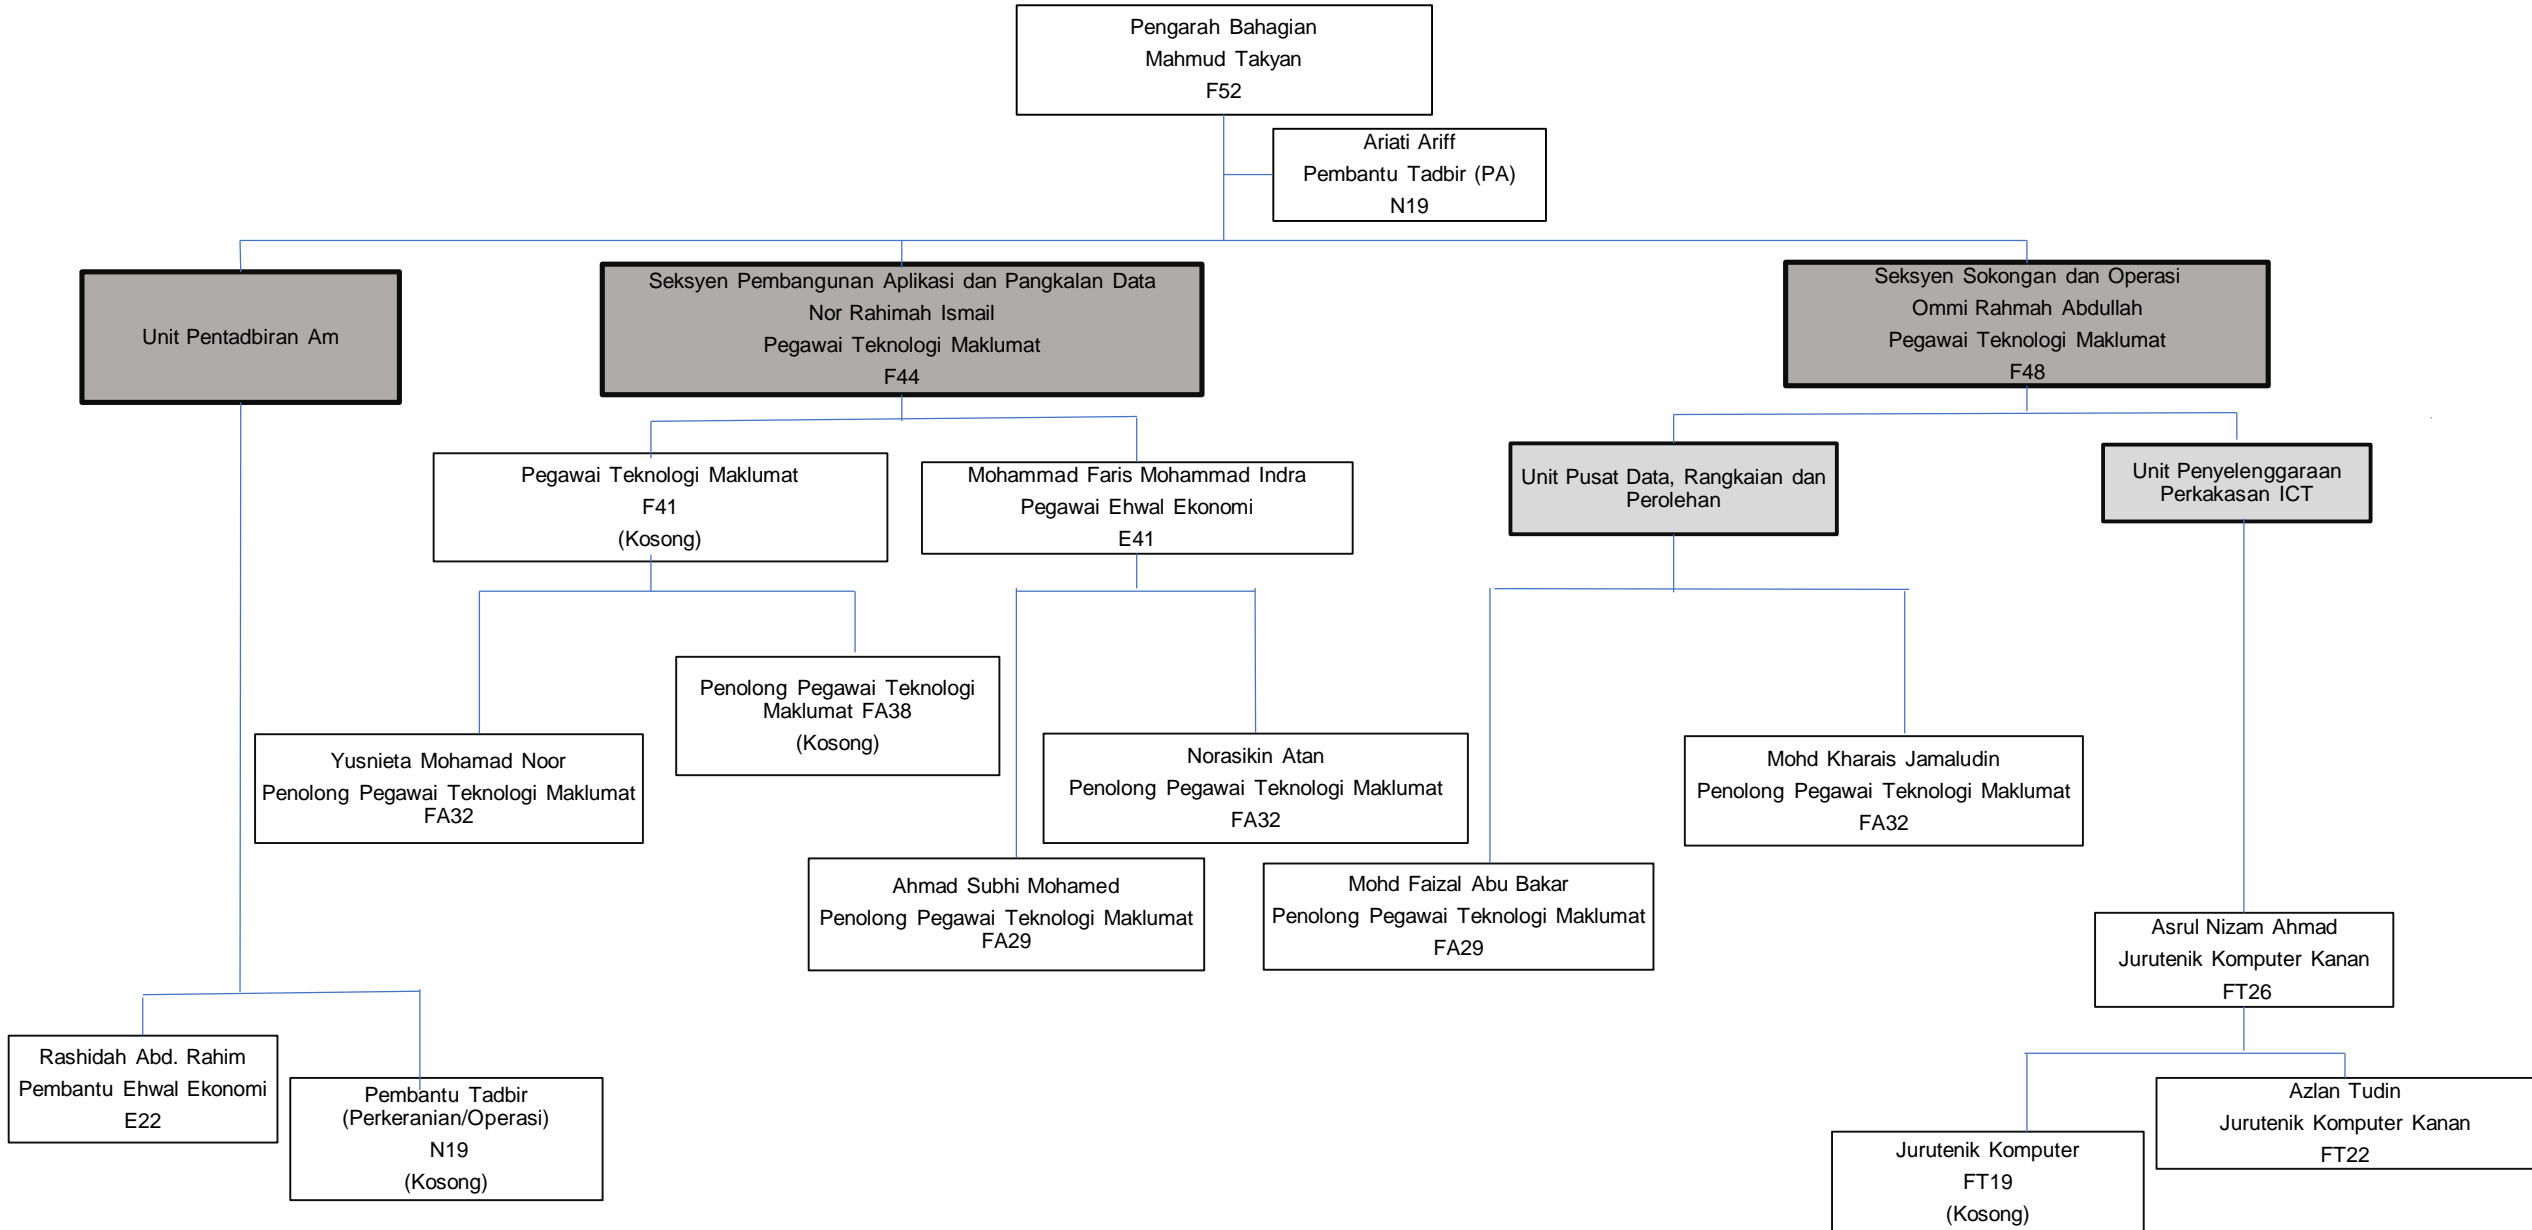 Pengarah Bahagian
Mahmud Takyan
F52
Ariati Ariff
Pembantu Tadbir (PA)
N19
Unit Pentadbiran Am
Seksyen Pembangunan Aplikasi dan Pangkalan Data
Nor Rahimah Ismail
Pegawai Teknologi Maklumat
F44
Seksyen Sokongan dan Operasi
Ommi Rahmah Abdullah
Pegawai Teknologi Maklumat
F48
Pegawai Teknologi Maklumat
F41
(Kosong)
Mohammad Faris Mohammad Indra
Pegawai Ehwal Ekonomi
E41
Unit Pusat Data, Rangkaian dan
Perolehan
Unit Penyelenggaraan
Perkakasan ICT
Penolong Pegawai Teknologi
Maklumat FA38
(Kosong)
Yusnieta Mohamad Noor
Penolong Pegawai Teknologi Maklumat
FA32
Norasikin Atan
Penolong Pegawai Teknologi Maklumat
FA32
Mohd Kharais Jamaludin
Penolong Pegawai Teknologi Maklumat
FA32
Ahmad Subhi Mohamed
Penolong Pegawai Teknologi Maklumat
FA29
Mohd Faizal Abu Bakar
Penolong Pegawai Teknologi Maklumat
FA29
Asrul Nizam Ahmad
Jurutenik Komputer Kanan
FT26
Rashidah Abd. Rahim
Pembantu Ehwal Ekonomi
E22
Pembantu Tadbir
(Perkeranian/Operasi)
N19
(Kosong)
Jurutenik Komputer
FT19
(Kosong)
Azlan Tudin
Jurutenik Komputer Kanan
FT22